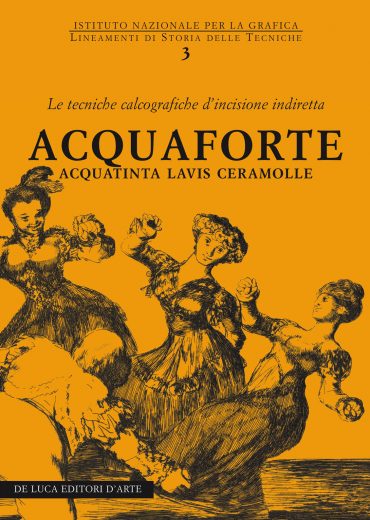 ISTITUTO NAZIONALE PER LA GRAFICA
LINEAMENTI DI STORIA DELLE TECNICHE
3
Le tecniche calcografiche d'incisione indiretta
ACQUAFORTE
ACQUATINTA LAVIS CERAMOLLE
DE LUCA EDITORI D'ARTE